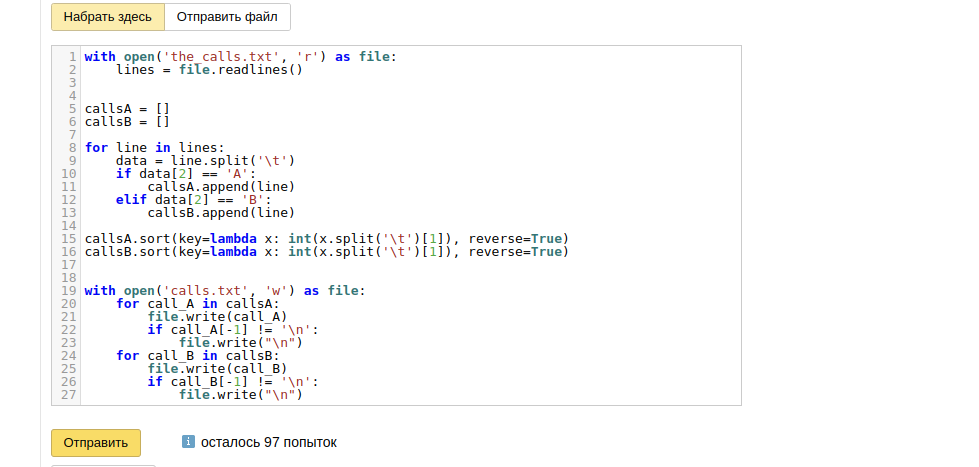 Набрать здесь Отправить файл
1 with open('the_calls.txt', 'r') as file:
2     lines = file.readlines()
3
4
5 callsA = []
6 callsB = []
7
8 for line in lines:
9     data = line.split('\t')
10     if data[2] == 'A':
11         callsA.append(line)
12     elif data[2] == 'B':
13         callsB.append(line)
14
15 callsA.sort(key=lambda x: int(x.split('\t')[1]), reverse=True)
16 callsB.sort(key=lambda x: int(x.split('\t')[1]), reverse=True)
17
18
19 with open('calls.txt', 'w') as file:
20     for call_A in callsA:
21         file.write(call_A)
22         if call_A[-1] != '\n':
23             file.write("\n")
24     for call_B in callsB:
25         file.write(call_B)
26         if call_B[-1] != '\n':
27             file.write("\n")
Отправить i осталось 97 попыток